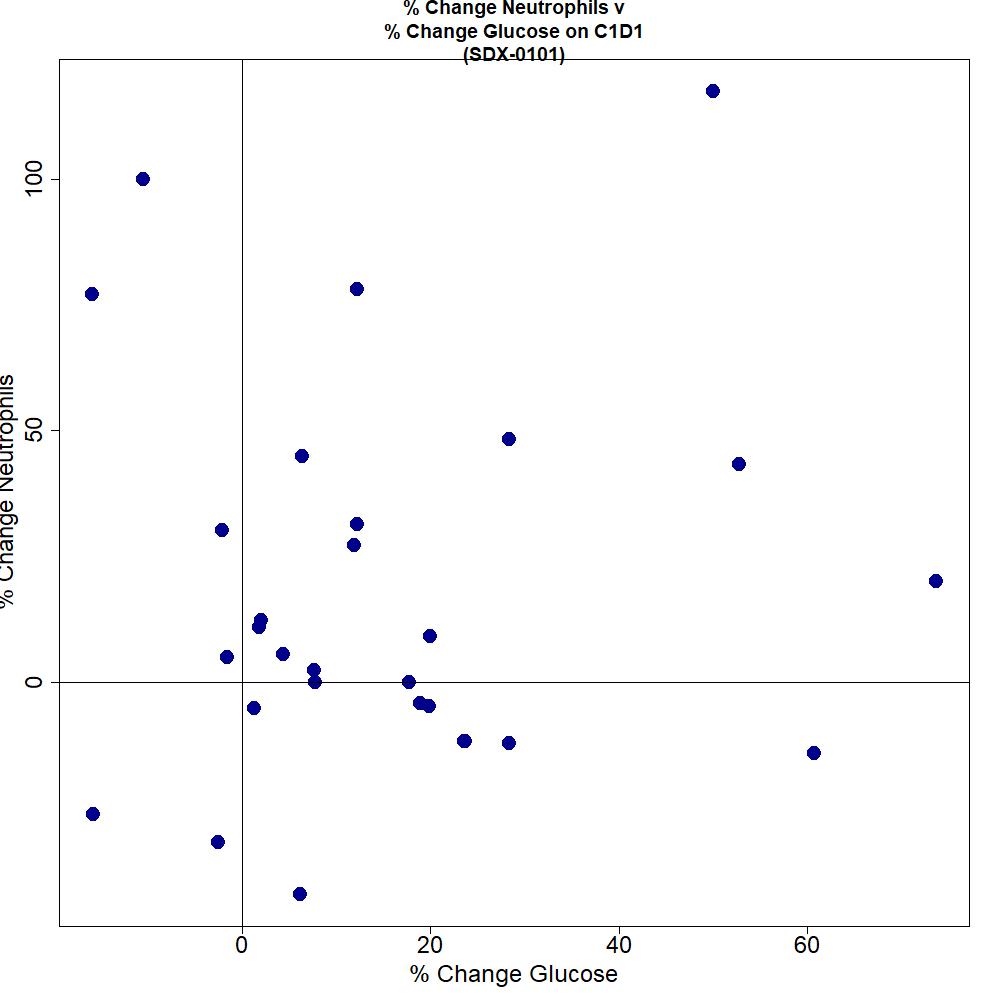 % Change Neutrophils v
% Change Glucose on C1D1
(SDX-0101)
% Change Neutrophils
100
50
0
0 20 40 60
% Change Glucose